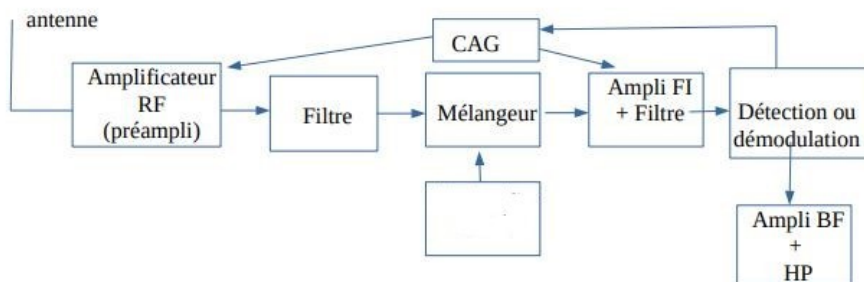 antenne
CAG
Amplificateur
RF
(préampli)
Filtre
Mélangeur
Ampli FI
+ Filtre
Détection ou
démodulation
Ampli BF
+
HP